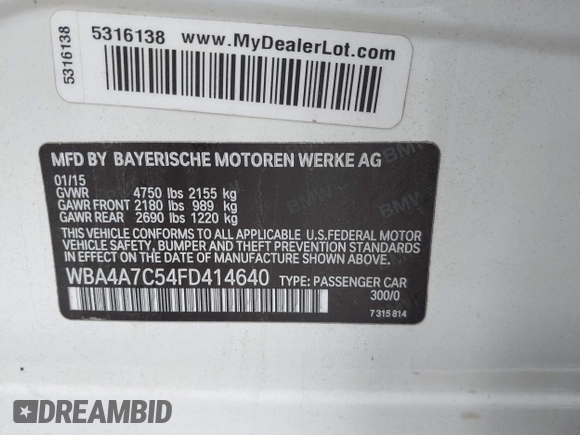 5316138
5316138 www.MyDealerLot.com
MFD BY BAYERISCHE MOTOREN WERKE AG
01/15
GVWR 4750 lbs 2155 kg
GAWR FRONT 2180 lbs 989 kg
GAWR REAR 2690 lbs 1220 kg
THIS VEHICLE CONFORMS TO ALL APPLICABLE U.S.FEDERAL MOTOR
VEHICLE SAFETY, BUMPER AND THEFT PREVENTION STANDARDS
IN EFFECT ON THE DATE OF MANUFACTURE SHOWN ABOVE.
WBA4A7C54FD414640 TYPE: PASSENGER CAR
300/0
7 315 814
DREAMBID